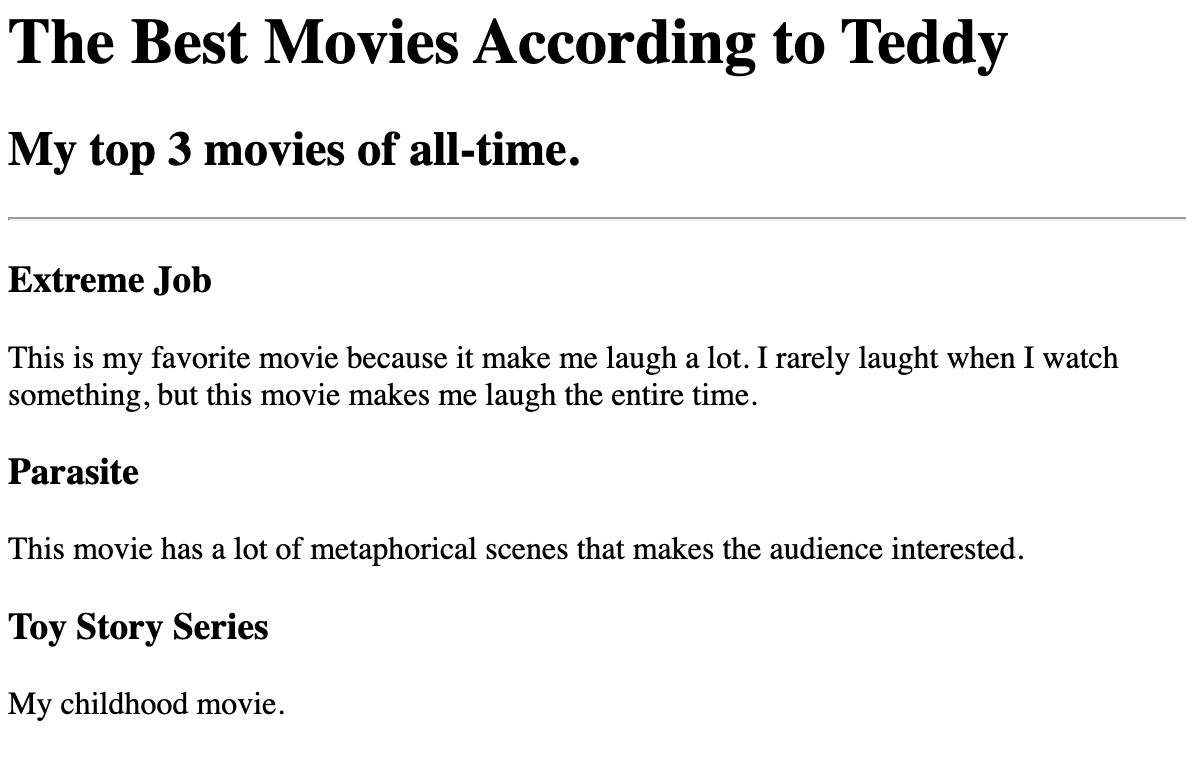 The Best Movies According to Teddy
My top 3 movies of all-time.
Extreme Job
This is my favorite movie because it make me laugh a lot. I rarely laught when I watch
something, but this movie makes me laugh the entire time.
Parasite
This movie has a lot of metaphorical scenes that makes the audience interested.
Toy Story Series
My childhood movie.